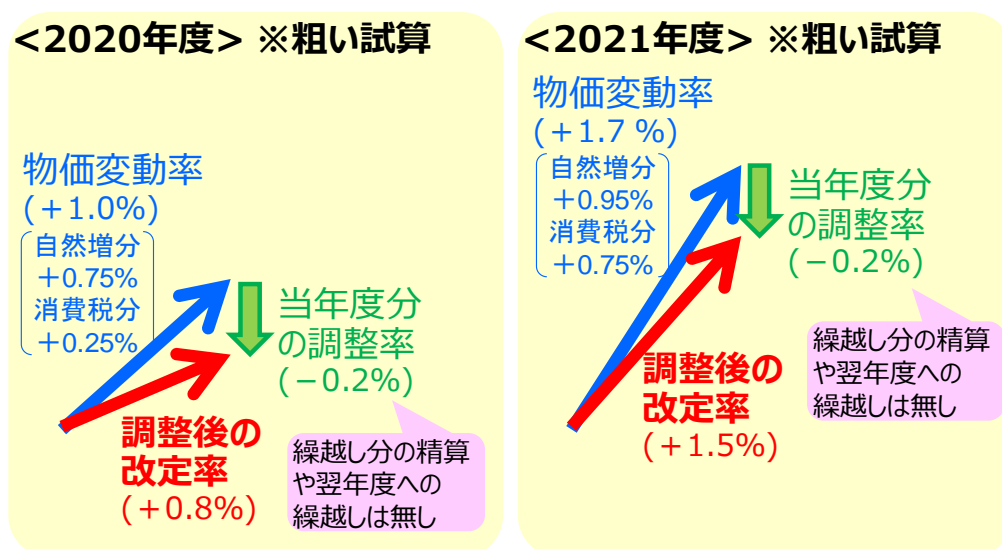 <2020年度> ※粗い試算
物価変動率
(＋1.0%)
自然増分
＋0.75%
消費税分
＋0.25%
当年度分
の調整率
(－0.2%)
調整後の
改定率
(＋0.8%)
繰越し分の精算
や翌年度への
繰越しは無し
<2021年度> ※粗い試算
物価変動率
(＋1.7 %)
自然増分
＋0.95%
消費税分
＋0.75%
当年度分
の調整率
(－0.2%)
調整後の
改定率
(＋1.5%)
繰越し分の精算
や翌年度への
繰越しは無し